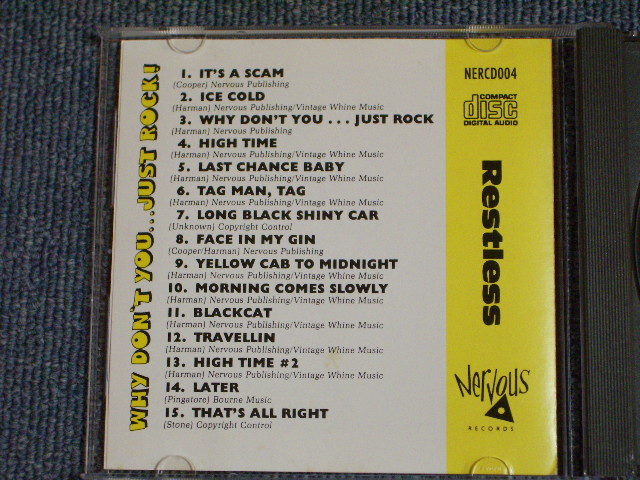 WHY DON'T YOU...JUST ROCK!
1. IT'S A SCAM
(Cooper) Nervous Publishing
2. ICE COLD
(Harman) Nervous Publishing/Vintage Whine Music
3. WHY DON'T YOU . . . JUST ROCK
(Harman) Nervous Publishing
4. HIGH TIME
(Harman) Nervous Publishing/Vintage Whine Music
5. LAST CHANCE BABY
(Harman) Nervous Publishing/Vintage Whine Music
6. TAG MAN, TAG
(Harman) Nervous Publishing/Vintage Whine Music
7. LONG BLACK SHINY CAR
(Unknown) Copyright Control
8. FACE IN MY GIN
(Cooper/Harman) Nervous Publishing
9. YELLOW CAB TO MIDNIGHT
(Harman) Nervous Publishing/Vintage Whine Music
10. MORNING COMES SLOWLY
(Harman) Nervous Publishing/Vintage Whine Music
11. BLACKCAT
(Harman) Nervous Publishing/Vintage Whine Music
12. TRAVELLIN
(Harman) Nervous Publishing/Vintage Whine Music
13. HIGH TIME #2
(Harman) Nervous Publishing/Vintage Whine Music
14. LATER
(Pingatore) Bourne Music
15. THAT'S ALL RIGHT
(Stone) Copyright Control
NERCD004
COMPACT
disc
DIGITAL AUDIO
Restless
Nervous
RECORDS